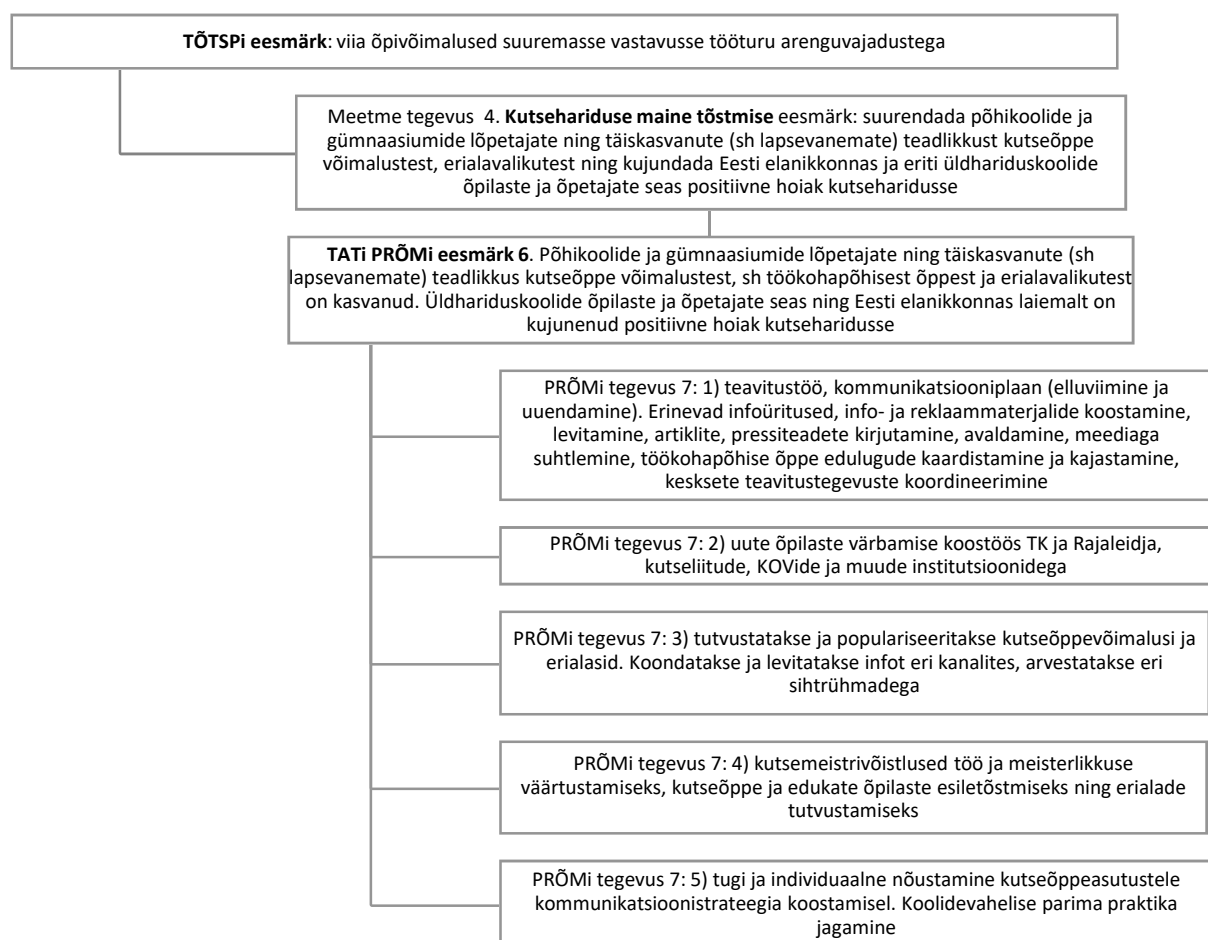 TÕTSPi eesmärk: viia õpivõimalused suuremasse vastavusse tööturu arenguvajadustega
Meetme tegevus 4. Kutsehariduse maine tõstmise eesmärk: suurendada põhikoolide ja
gümnaasiumide lõpetajate ning täiskasvanute (sh lapsevanemate) teadlikkust kutseõppe
võimalustest, erialavalikutest ning kujundada Eesti elanikkonnas ja eriti üldhariduskoolide
õpilaste ja õpetajate seas positiivne hoiak kutseharidusse
TATi PRÕMi eesmärk 6. Põhikoolide ja gümnaasiumide lõpetajate ning täiskasvanute (sh
lapsevanemate) teadlikkus kutseõppe võimalustest, sh töökohapõhisest õppest ja erialavalikutest
on kasvanud. Üldhariduskoolide õpilaste ja õpetajate seas ning Eesti elanikkonnas laiemalt on
kujunenud positiivne hoiak kutseharidusse
PRÕMi tegevus 7: 1) teavitustöö, kommunikatsiooniplaan (elluviimine ja
uuendamine). Erinevad infoüritused, info- ja reklaammaterjalide koostamine,
levitamine, artiklite, pressiteadete kirjutamine, avaldamine, meediaga
suhtlemine, töökohapõhise õppe edulugude kaardistamine ja kajastamine,
kesksete teavitustegevuste koordineerimine
PRÕMi tegevus 7: 2) uute õpilaste värbamise koostöös TK ja Rajaleidja,
kutseliitude, KOVide ja muude institutsioonidega
PRÕMi tegevus 7: 3) tutvustatakse ja populariseeritakse kutseõppevõimalusi ja
erialasid. Koondatakse ja levitatakse infot eri kanalites, arvestatakse eri
sihtrühmadega
PRÕMi tegevus 7: 4) kutsemeistrivõistlused töö ja meisterlikkuse
väärtustamiseks, kutseõppe ja edukate õpilaste esiletõstmiseks ning erialade
tutvustamiseks
PRÕMi tegevus 7: 5) tugi ja individuaalne nõustamine kutseõppeasutustele
kommunikatsioonistrateegia koostamisel. Koolidevahelise parima praktika
jagamine